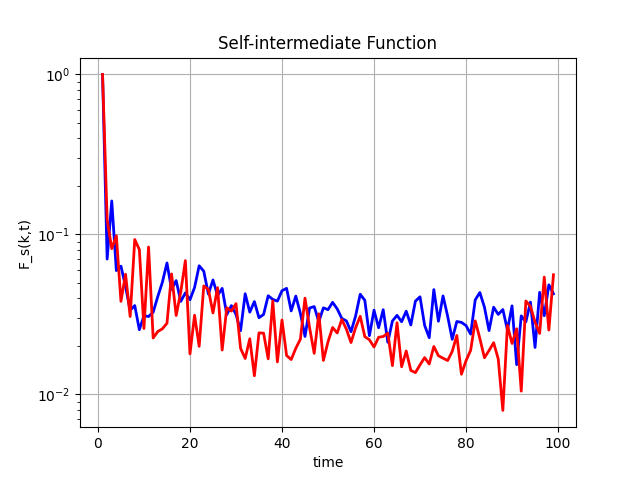 Self-intermediate Function
10⁰
10⁻¹
10⁻²
F_s(k,t)
0 20 40 60 80 100
time